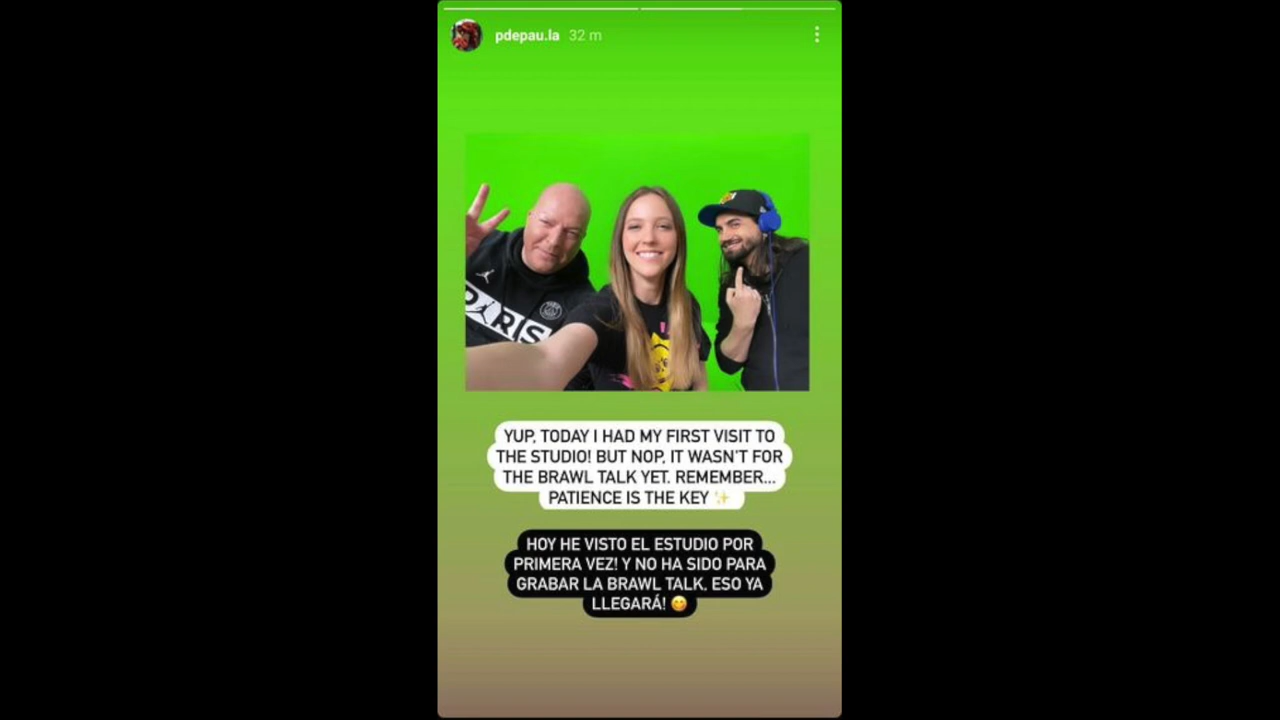 pdepau.la 32 m
PARIS
YUP, TODAY I HAD MY FIRST VISIT TO
THE STUDIO! BUT NOP, IT WASN'T FOR
THE BRAWL TALK YET. REMEMBER...
PATIENCE IS THE KEY ✨
HOY HE VISTO EL ESTUDIO POR
PRIMERA VEZ! Y NO HA SIDO PARA
GRABAR LA BRAWL TALK, ESO YA
LLEGARÁ! 😋